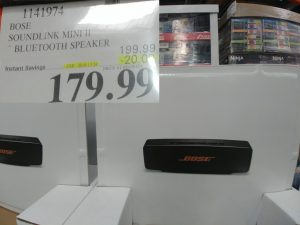 1141974
BOSE
SOUNDLINK MINI II
BLUETOOTH SPEAKER
199.99
Instant Savings
-20.00
179.99
BOSE
BOSE